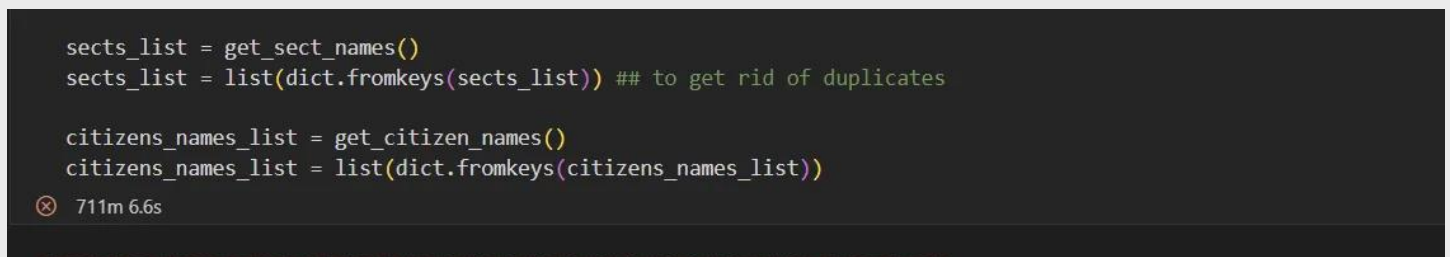 sects_list = get_sect_names()
sects_list = list(dict.fromkeys(sects_list)) ## to get rid of duplicates
citizens_names_list = get_citizen_names()
citizens_names_list = list(dict.fromkeys(citizens_names_list))
711m 6.6s